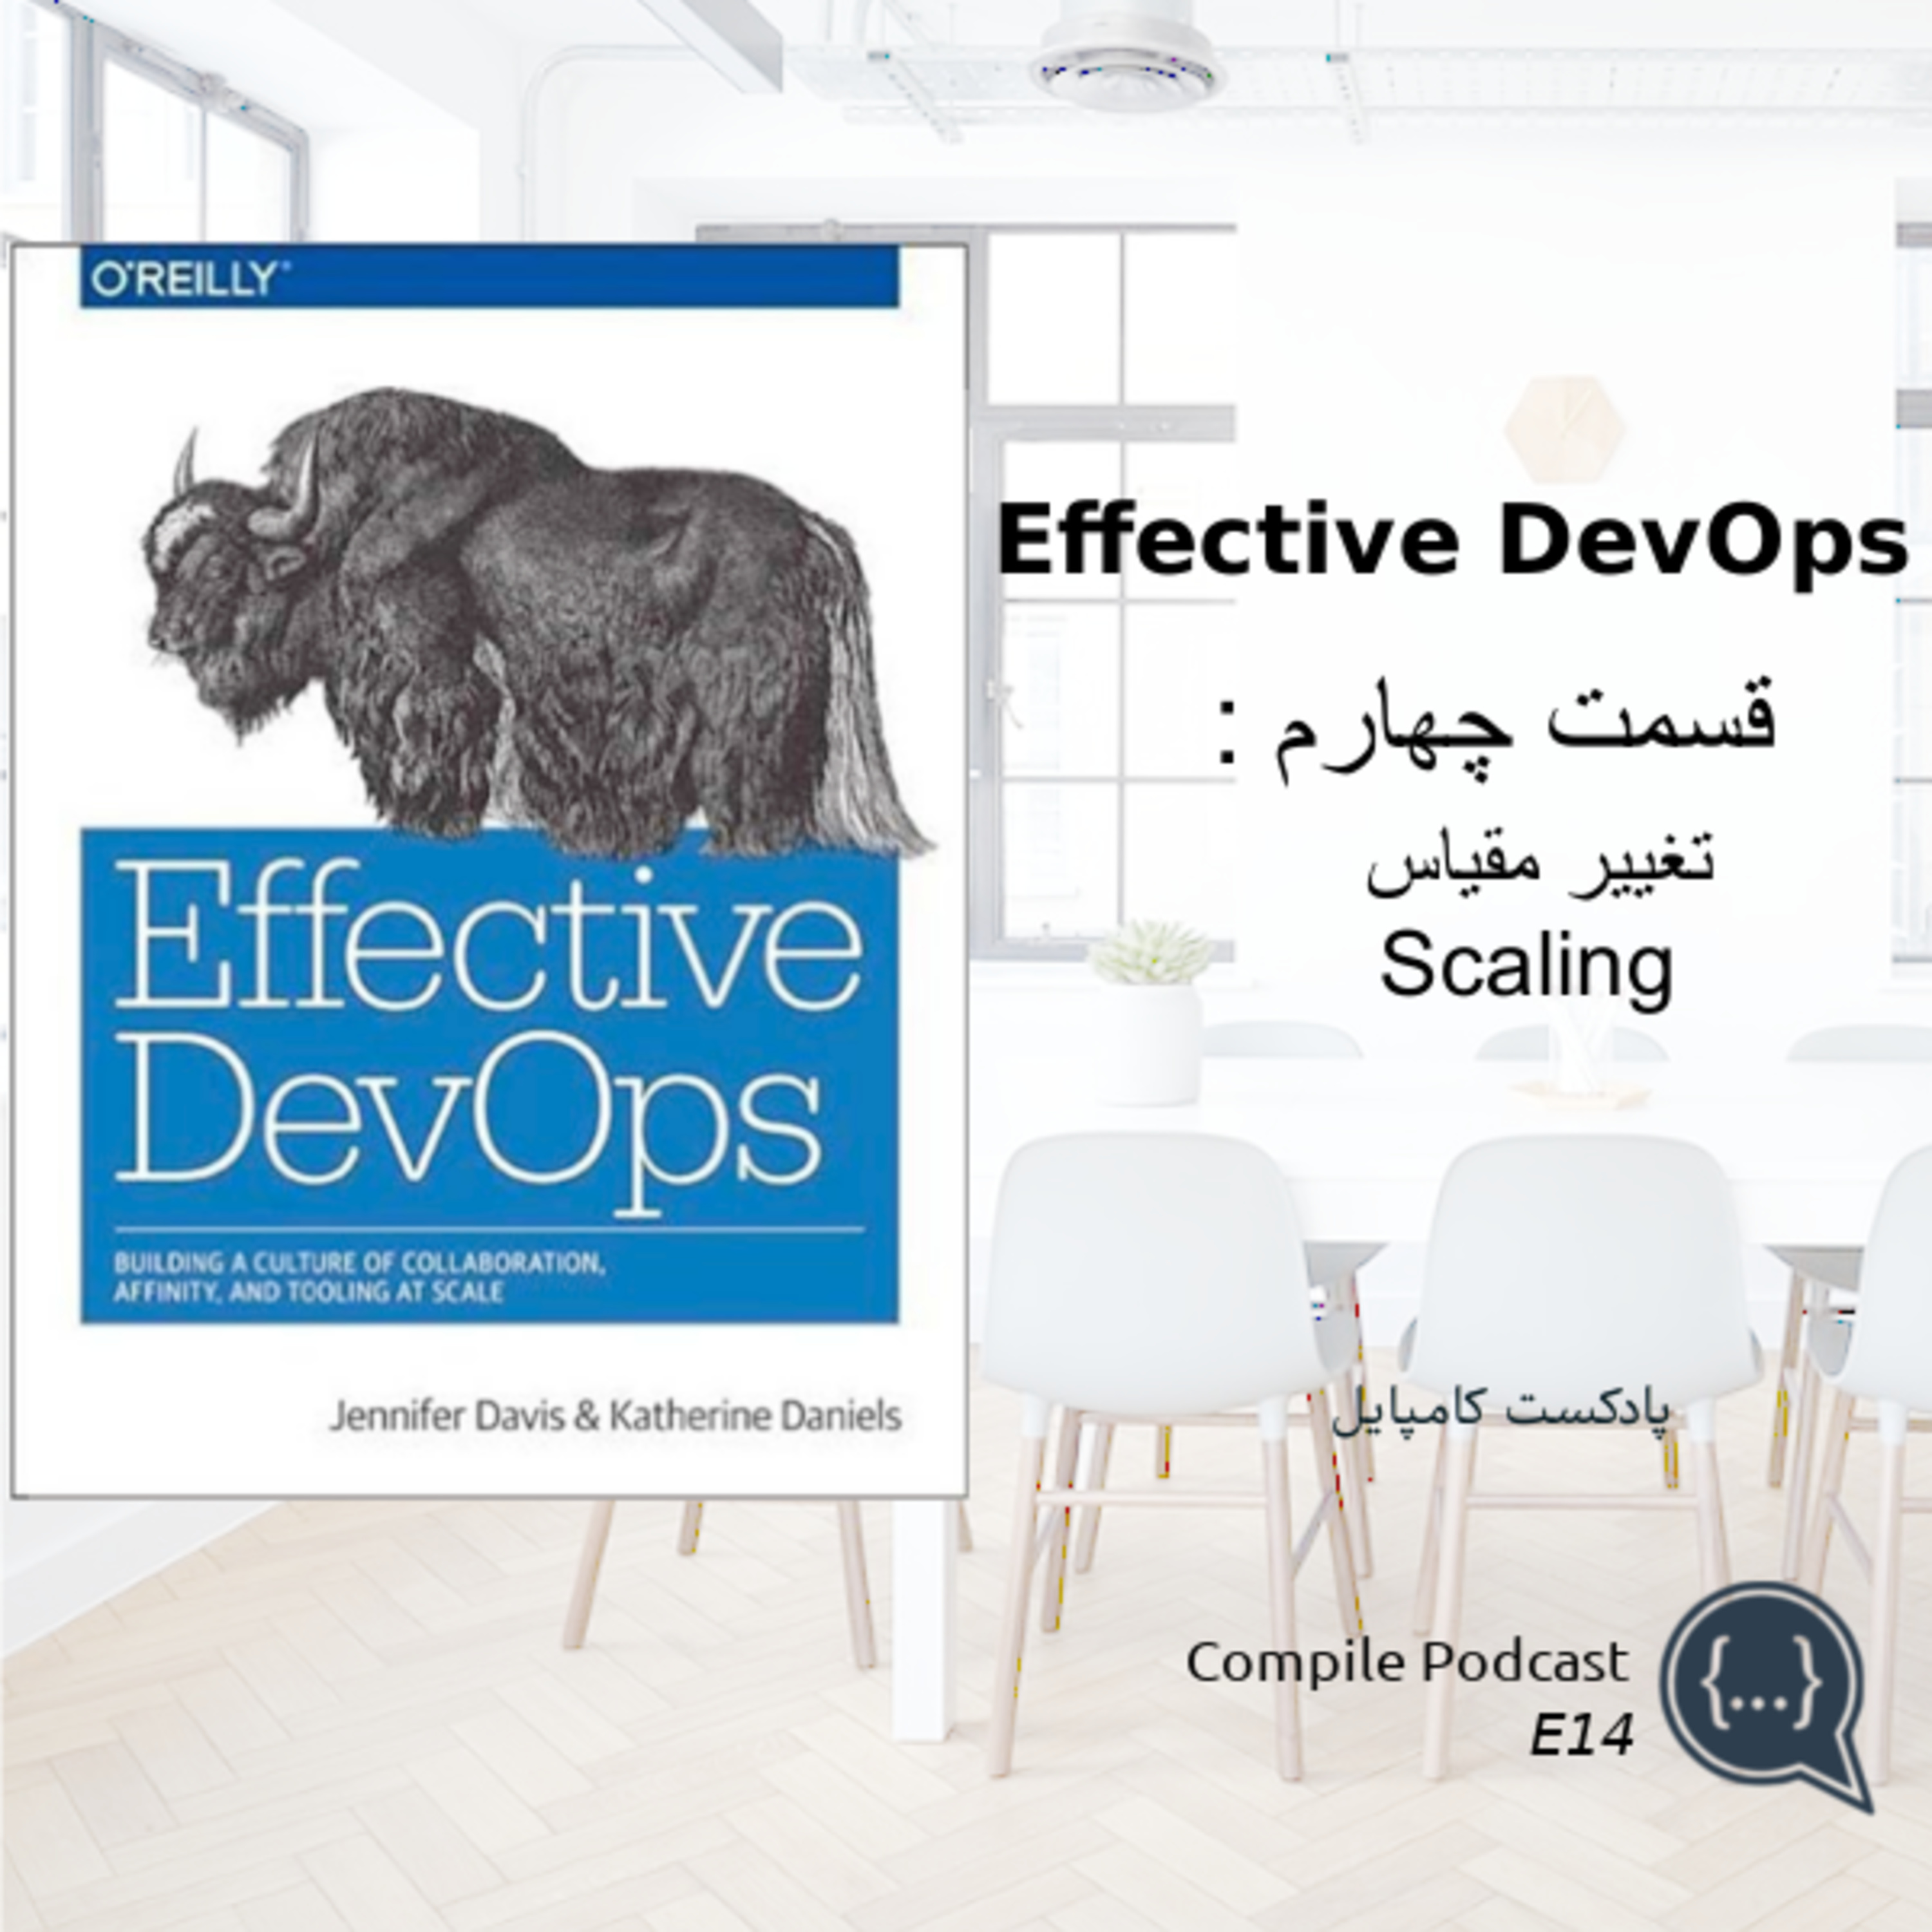 O'REILLY®
Effective
DevOps
BUILDING A CULTURE OF COLLABORATION,
AFFINITY, AND TOOLING AT SCALE
Jennifer Davis & Katherine Daniels
Effective DevOps
قسمت چهارم :
تغییر مقیاس
Scaling
پادکست کامپایل
Compile Podcast
E14
{...}